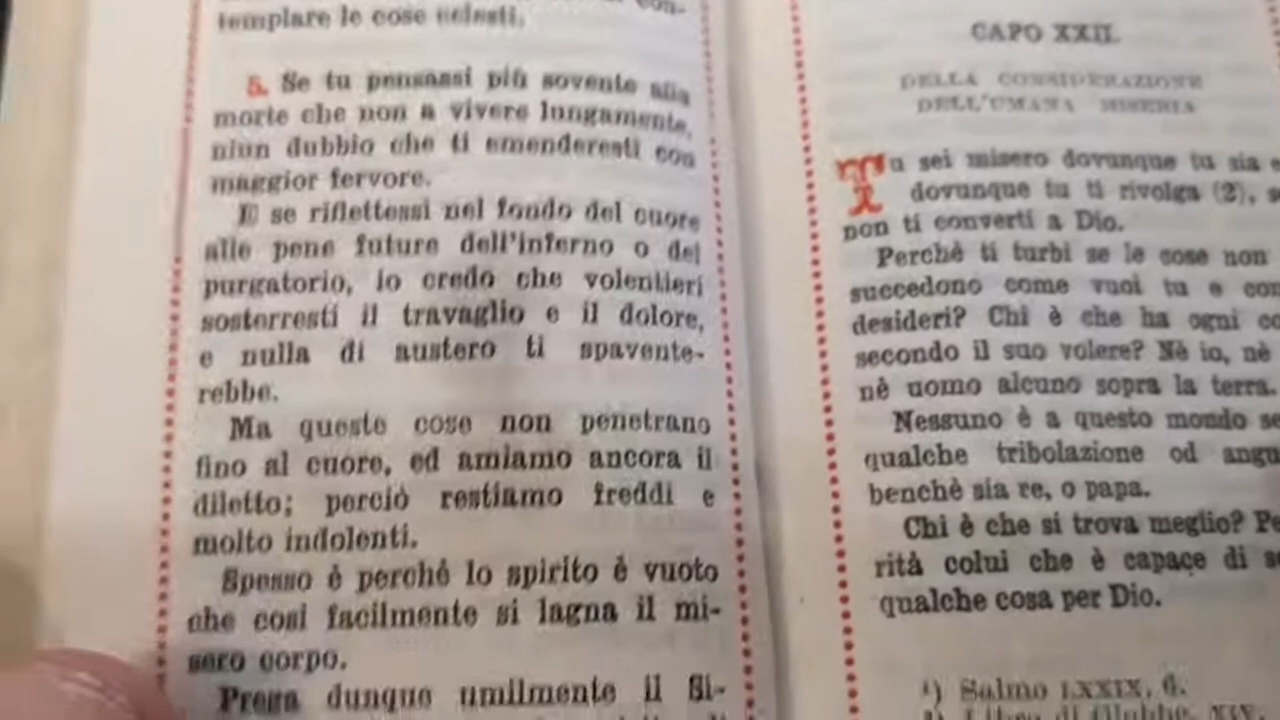 templare le cose celesti.
5. Se tu pensassi più sovente alla
morte che non a vivere lungamente,
niun dubbio che ti emenderesti con
maggior fervore.
E se riflettessi nel fondo del cuore
alle pene future dell'inferno o del
purgatorio, io credo che volentieri
sosterresti il travaglio e il dolore,
e nulla di austero ti spavente-
rebbe.
Ma queste cose non penetrano
fino al cuore, ed amiamo ancora il
diletto; perciò restiamo freddi e
molto indolenti.
Spesso è perchè lo spirito è vuoto
che così facilmente si lagna il mi-
sero corpo.
Prega dunque umilmente il Si-
CAPO XXII.
DELLA CONSIDERAZIONE
DELL'UMANA MISERIA
Tu sei misero dovunque tu sia e
dovunque tu ti rivolga (2), s
non ti converti a Dio.
Perchè ti turbi se le cose non
succedono come vuoi tu e
desideri? Chi è che ha ogni
secondo il suo volere? Nè io, nè
nè uomo alcuno sopra la terra.
Nessuno è a questo mondo
qualche tribolazione od
benchè sia re, o papa.
Chi è che si trova meglio?
rità colui che è capace di
qualche cosa per Dio.
¹) Salmo LXXIX, 6.